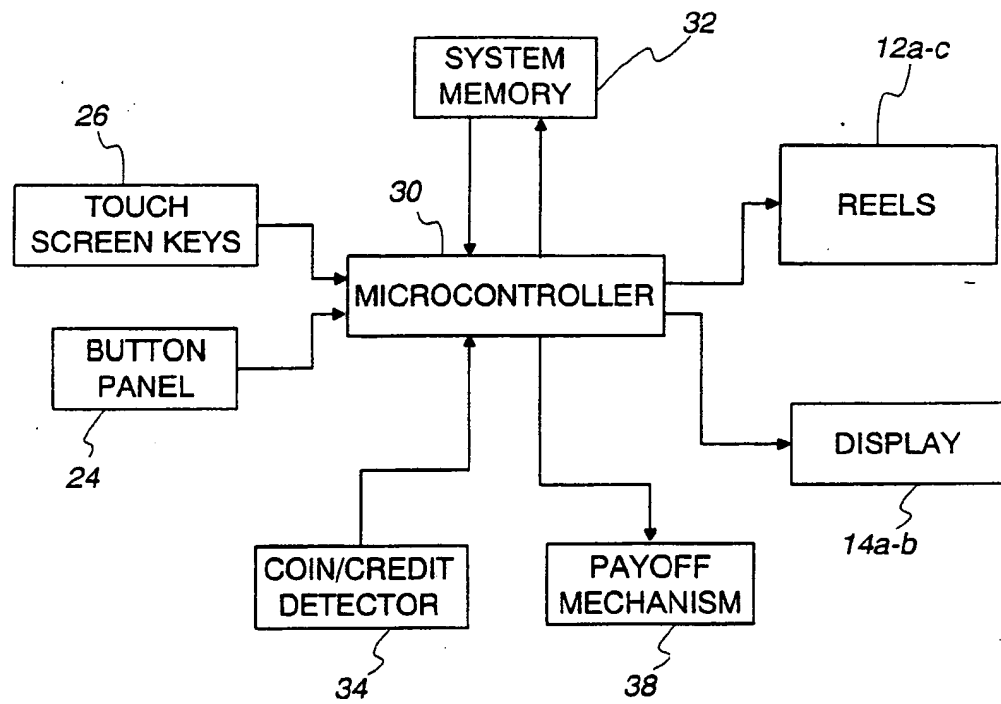 32
SYSTEM
MEMORY
12a-c
REELS
26
TOUCH
SCREEN KEYS
30
MICROCONTROLLER
BUTTON
PANEL
24
DISPLAY
14a-b
COIN/CREDIT
DETECTOR
34
PAYOFF
MECHANISM
38